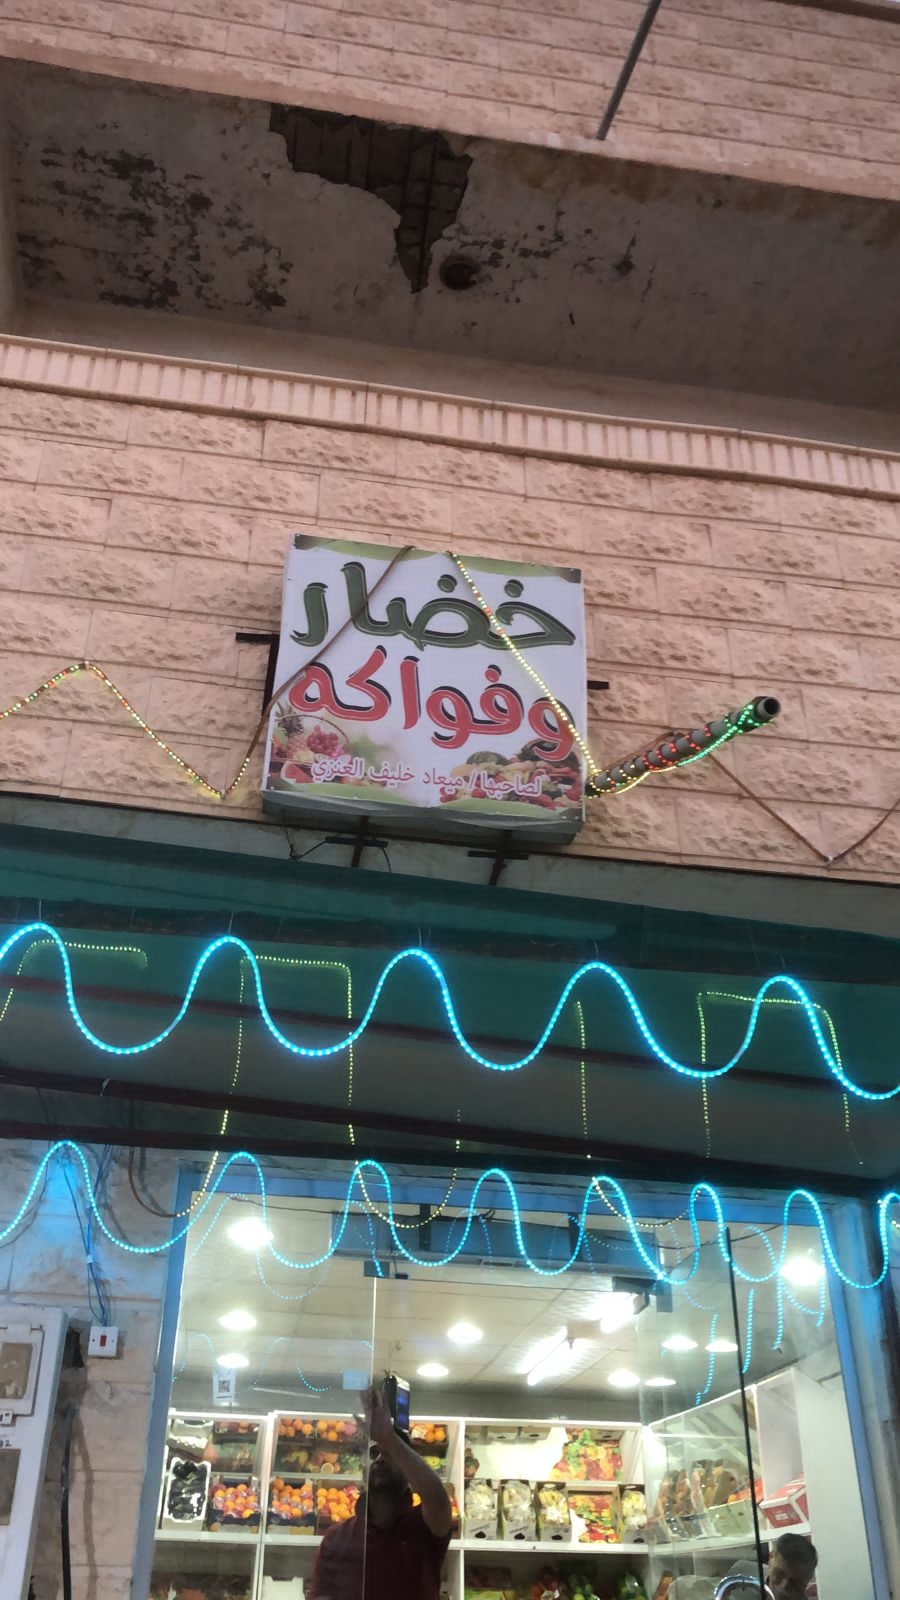 خضار
وفواكه
لصاحبها / ميعاد خليف العنزي